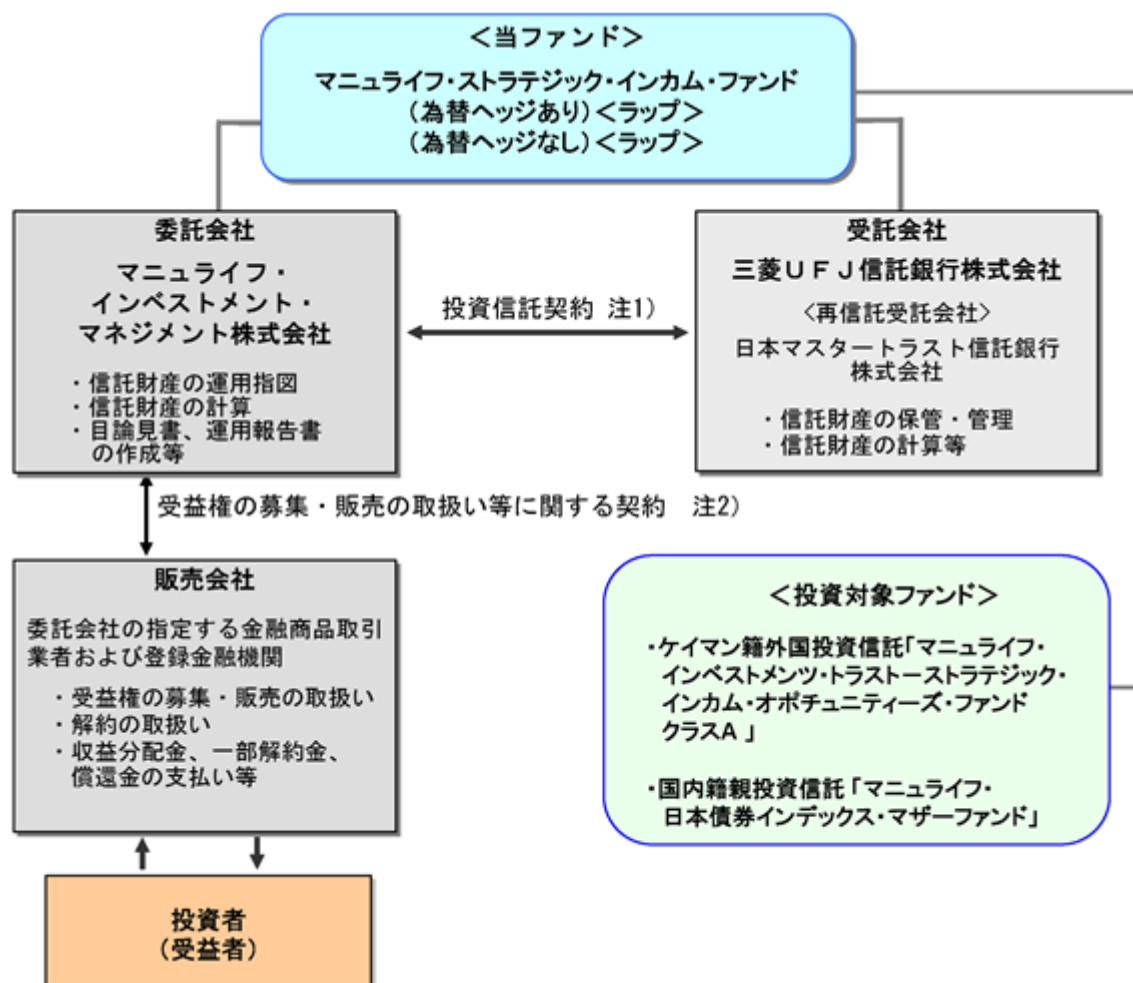 ＜当ファンド＞
マニュライフ・ストラテジック・インカム・ファンド
（為替ヘッジあり）＜ラップ＞
（為替ヘッジなし）＜ラップ＞
委託会社
マニュライフ・
インベストメント・
マネジメント株式会社
・信託財産の運用指図
・信託財産の計算
・目論見書、運用報告書
の作成等
投資信託契約 注1）
受託会社
三菱ＵＦＪ信託銀行株式会社
〈再信託受託会社〉
日本マスタートラスト信託銀行
株式会社
・信託財産の保管・管理
・信託財産の計算等
受益権の募集・販売の取扱い等に関する契約　注2）
販売会社
委託会社の指定する金融商品取引
業者および登録金融機関
・受益権の募集・販売の取扱い
・解約の取扱い
・収益分配金、一部解約金、
償還金の支払い等
＜投資対象ファンド＞
・ケイマン籍外国投資信託「マニュライフ・
インベストメンツ・トラストーストラテジック・
インカム・オポチュニティーズ・ファンド
クラスA 」
・国内籍親投資信託「マニュライフ・
日本債券インデックス・マザーファンド」
投資者
（受益者）